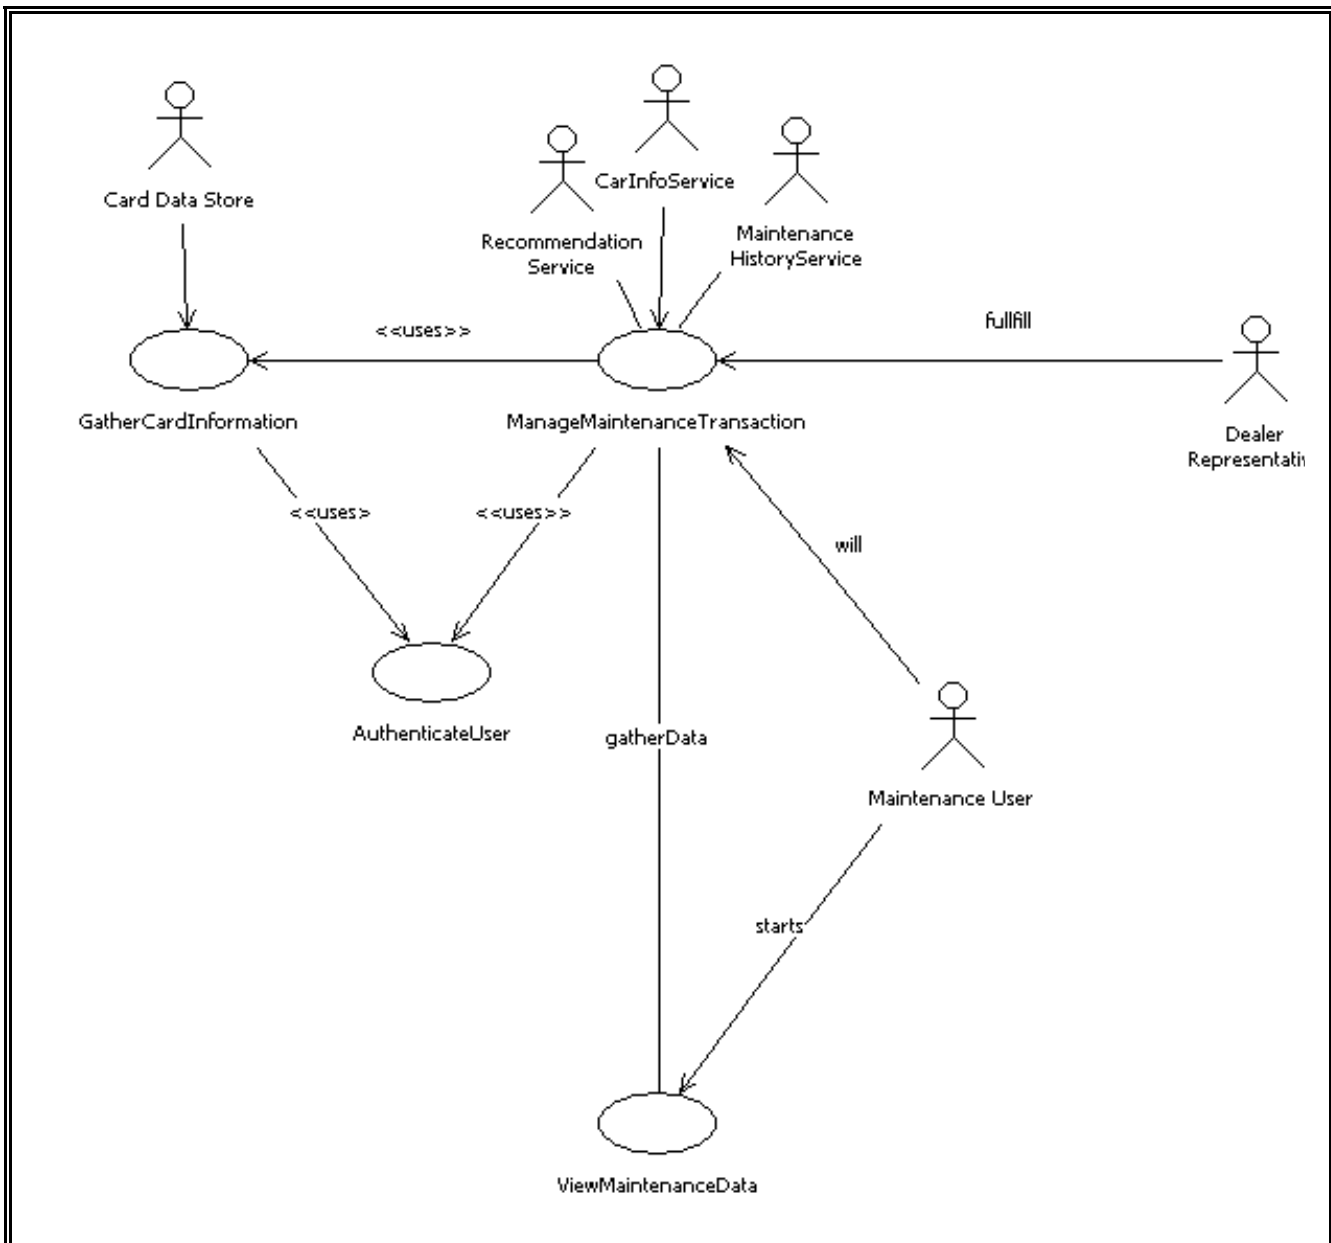 Card Data Store
CarInfoService
Recommendation
Service
Maintenance
HistoryService
<<uses>>
fullfill
GatherCardInformation
ManageMaintenanceTransaction
Dealer
Representativ
<<uses>
<<uses>>
will
AuthenticateUser
gatherData
Maintenance User
starts
ViewMaintenanceData